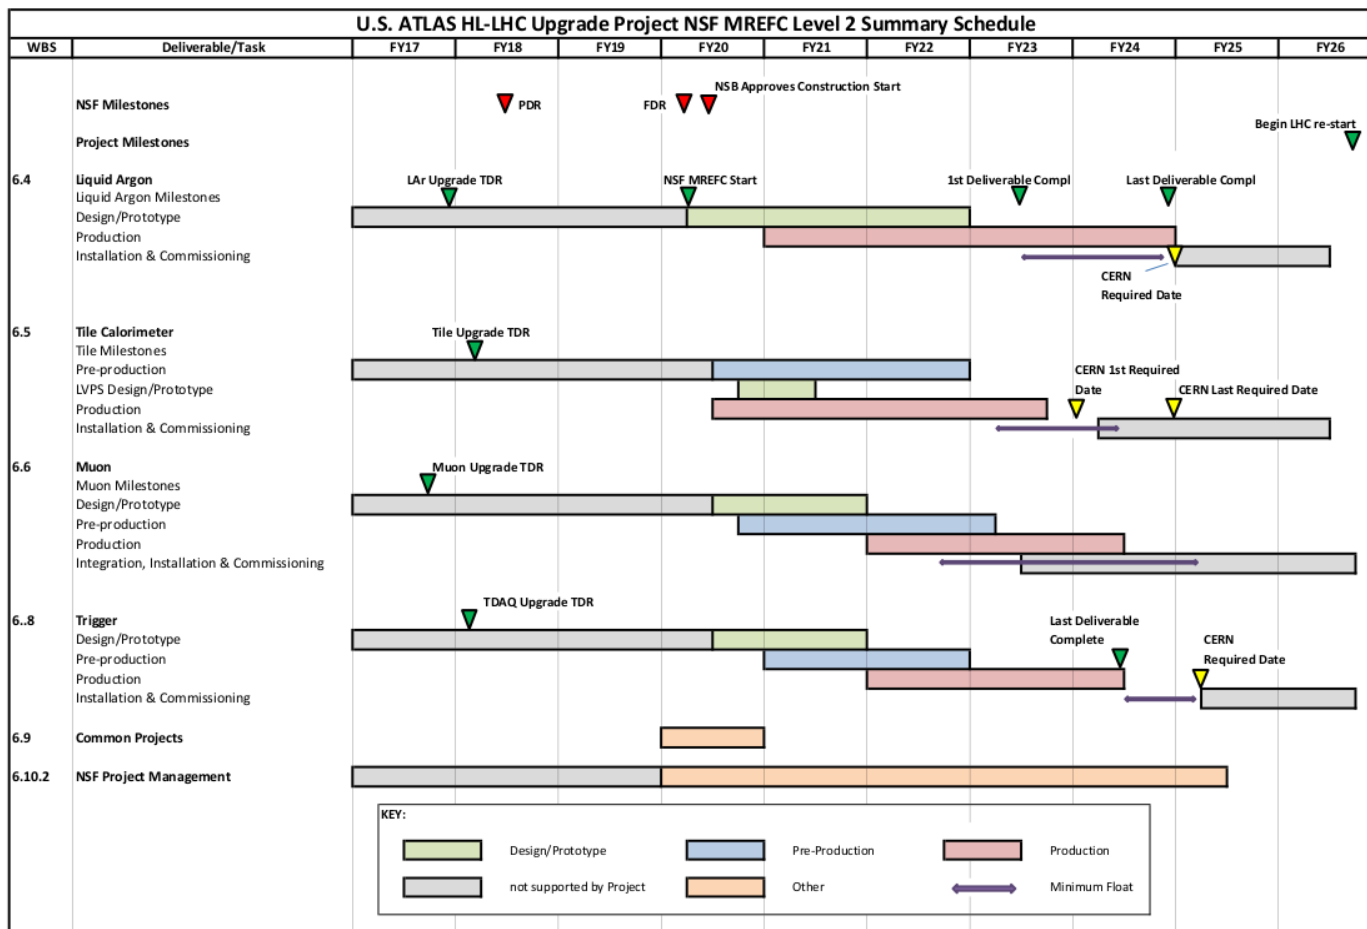 U.S. ATLAS HL-LHC Upgrade Project NSF MREFC Level 2 Summary Schedule
WBS Deliverable/Task FY17 FY18 FY19 FY20 FY21 FY22 FY23 FY24 FY25 FY26
NSB Approves Construction Start
NSF Milestones PDR FDR
Begin LHC re-start
Project Milestones
6.4 Liquid Argon LAr Upgrade TDR NSF MREFC Start 1st Deliverable Compl Last Deliverable Compl
Liquid Argon Milestones
Design/Prototype
Production
Installation & Commissioning
CERN
Required Date
6.5 Tile Calorimeter Tile Upgrade TDR
Tile Milestones
Pre-production CERN 1st Required
LVPS Design/Prototype Date CERN Last Required Date
Production
Installation & Commissioning
6.6 Muon Muon Upgrade TDR
Muon Milestones
Design/Prototype
Pre-production
Production
Integration, Installation & Commissioning
TDAQ Upgrade TDR
6..8 Trigger Last Deliverable
Design/Prototype Complete CERN
Pre-production Required Date
Production
Installation & Commissioning
6.9 Common Projects
6.10.2 NSF Project Management
KEY:
Design/Prototype Pre-Production Production
not supported by Project Other Minimum Float